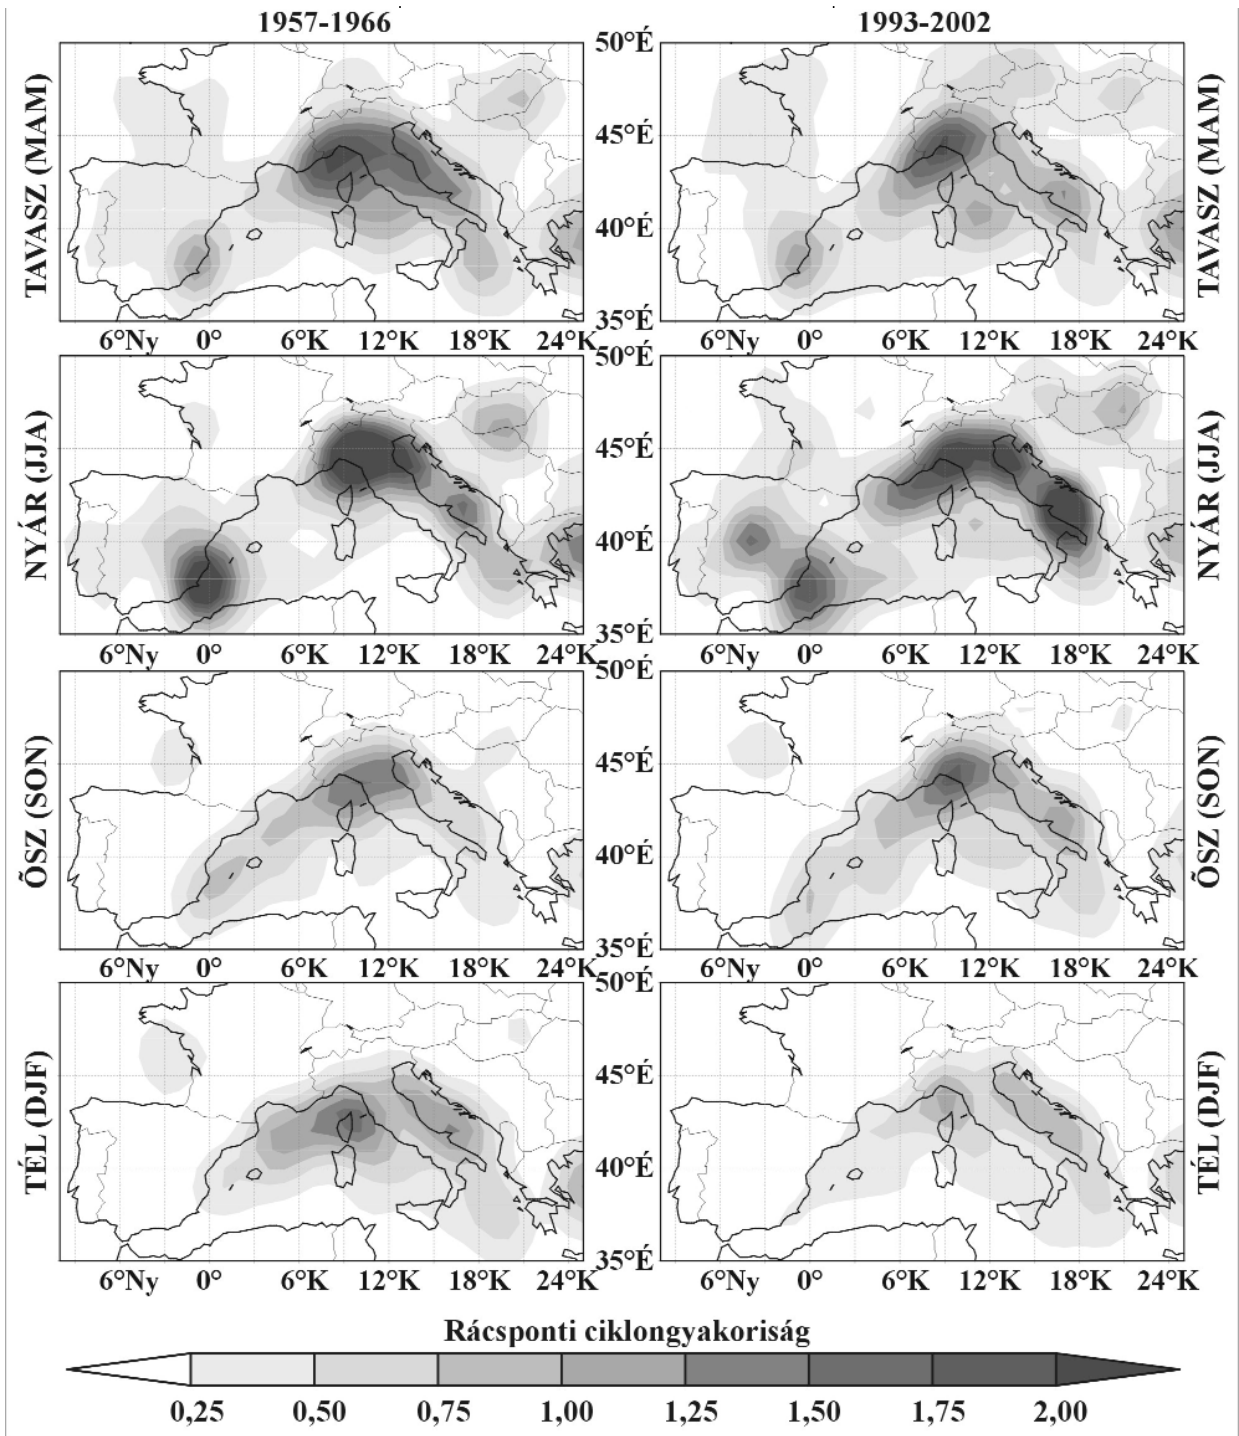 1957-1966 1993-2002
TAVASZ (MAM)
50°É
45°É
40°É
35°É
TAVASZ (MAM)
6°Ny 0° 6°K 12°K 18°K 24°K 6°Ny 0° 6°K 12°K 18°K 24°K
NYÁR (JJA)
50°É
45°É
40°É
35°É
NYÁR (JJA)
6°Ny 0° 6°K 12°K 18°K 24°K 6°Ny 0° 6°K 12°K 18°K 24°K
ŐSZ (SON)
50°É
45°É
40°É
35°É
ŐSZ (SON)
6°Ny 0° 6°K 12°K 18°K 24°K 6°Ny 0° 6°K 12°K 18°K 24°K
TÉL (DJF)
50°É
45°É
40°É
35°É
TÉL (DJF)
6°Ny 0° 6°K 12°K 18°K 24°K 6°Ny 0° 6°K 12°K 18°K 24°K
Rácsponti ciklongyakoriság
0,25 0,50 0,75 1,00 1,25 1,50 1,75 2,00